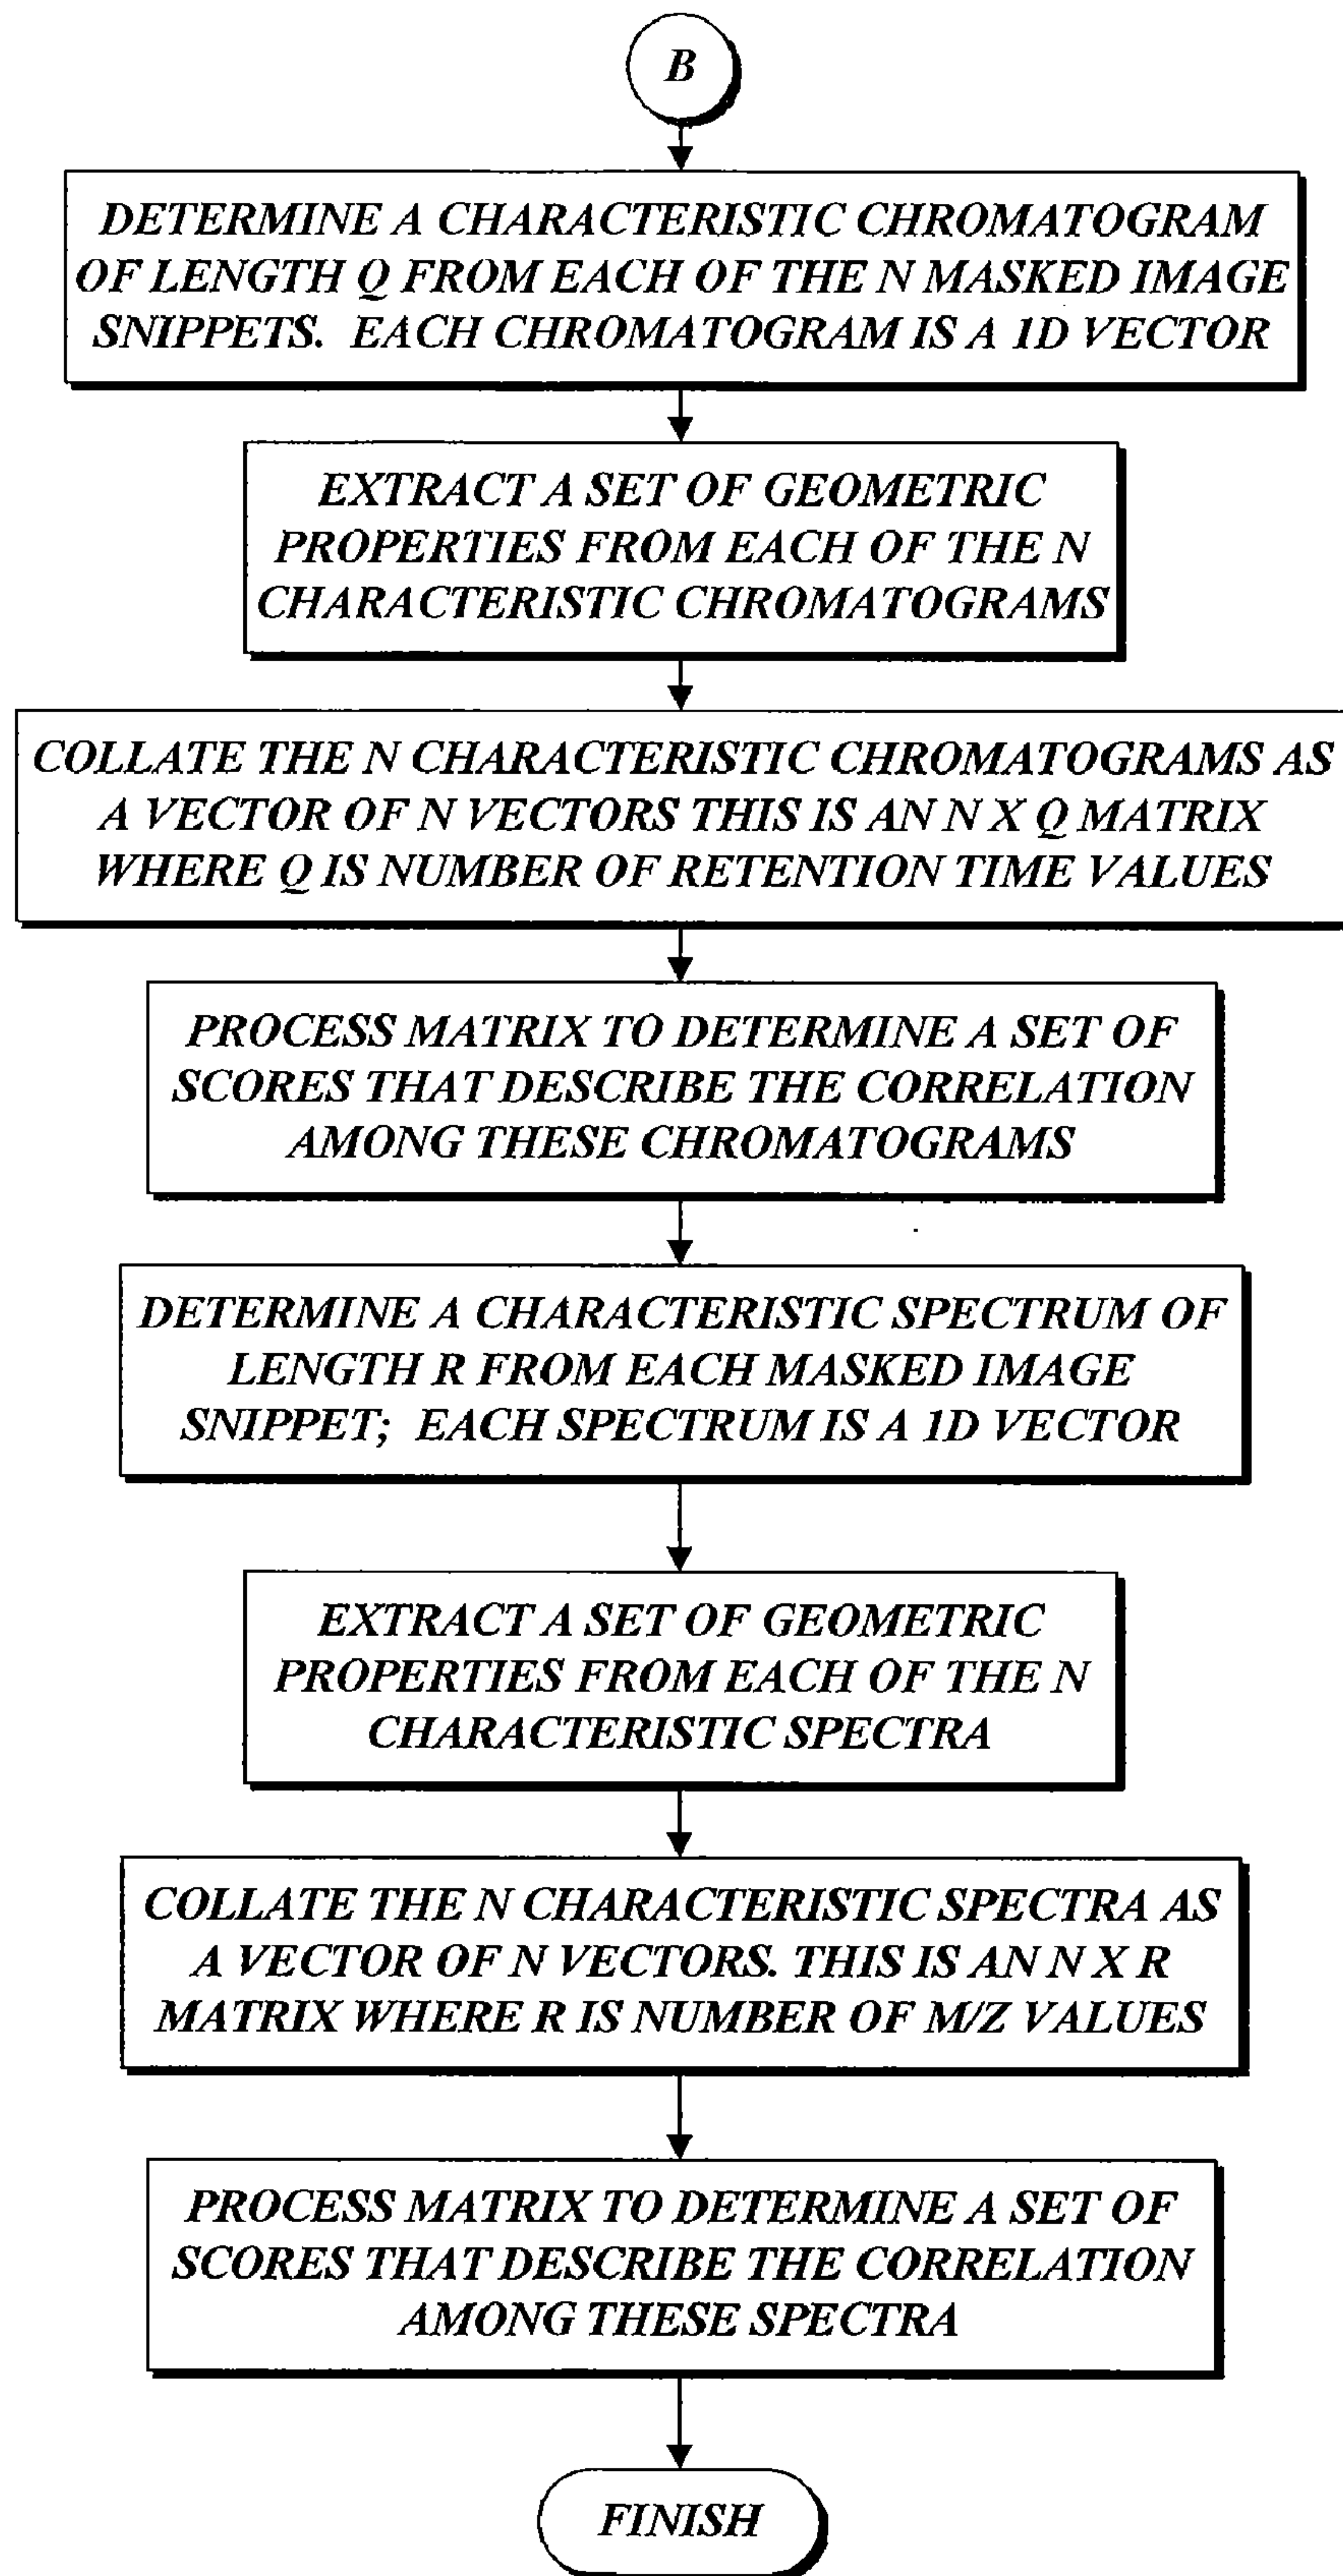 B
DETERMINE A CHARACTERISTIC CHROMATOGRAM
OF LENGTH Q FROM EACH OF THE N MASKED IMAGE
SNIPPETS. EACH CHROMATOGRAM IS A 1D VECTOR
EXTRACT A SET OF GEOMETRIC
PROPERTIES FROM EACH OF THE N
CHARACTERISTIC CHROMATOGRAMS
COLLATE THE N CHARACTERISTIC CHROMATOGRAMS AS
A VECTOR OF N VECTORS THIS IS AN N X Q MATRIX
WHERE Q IS NUMBER OF RETENTION TIME VALUES
PROCESS MATRIX TO DETERMINE A SET OF
SCORES THAT DESCRIBE THE CORRELATION
AMONG THESE CHROMATOGRAMS
DETERMINE A CHARACTERISTIC SPECTRUM OF
LENGTH R FROM EACH MASKED IMAGE
SNIPPET; EACH SPECTRUM IS A 1D VECTOR
EXTRACT A SET OF GEOMETRIC
PROPERTIES FROM EACH OF THE N
CHARACTERISTIC SPECTRA
COLLATE THE N CHARACTERISTIC SPECTRA AS
A VECTOR OF N VECTORS. THIS IS AN N X R
MATRIX WHERE R IS NUMBER OF M/Z VALUES
PROCESS MATRIX TO DETERMINE A SET OF
SCORES THAT DESCRIBE THE CORRELATION
AMONG THESE SPECTRA
FINISH